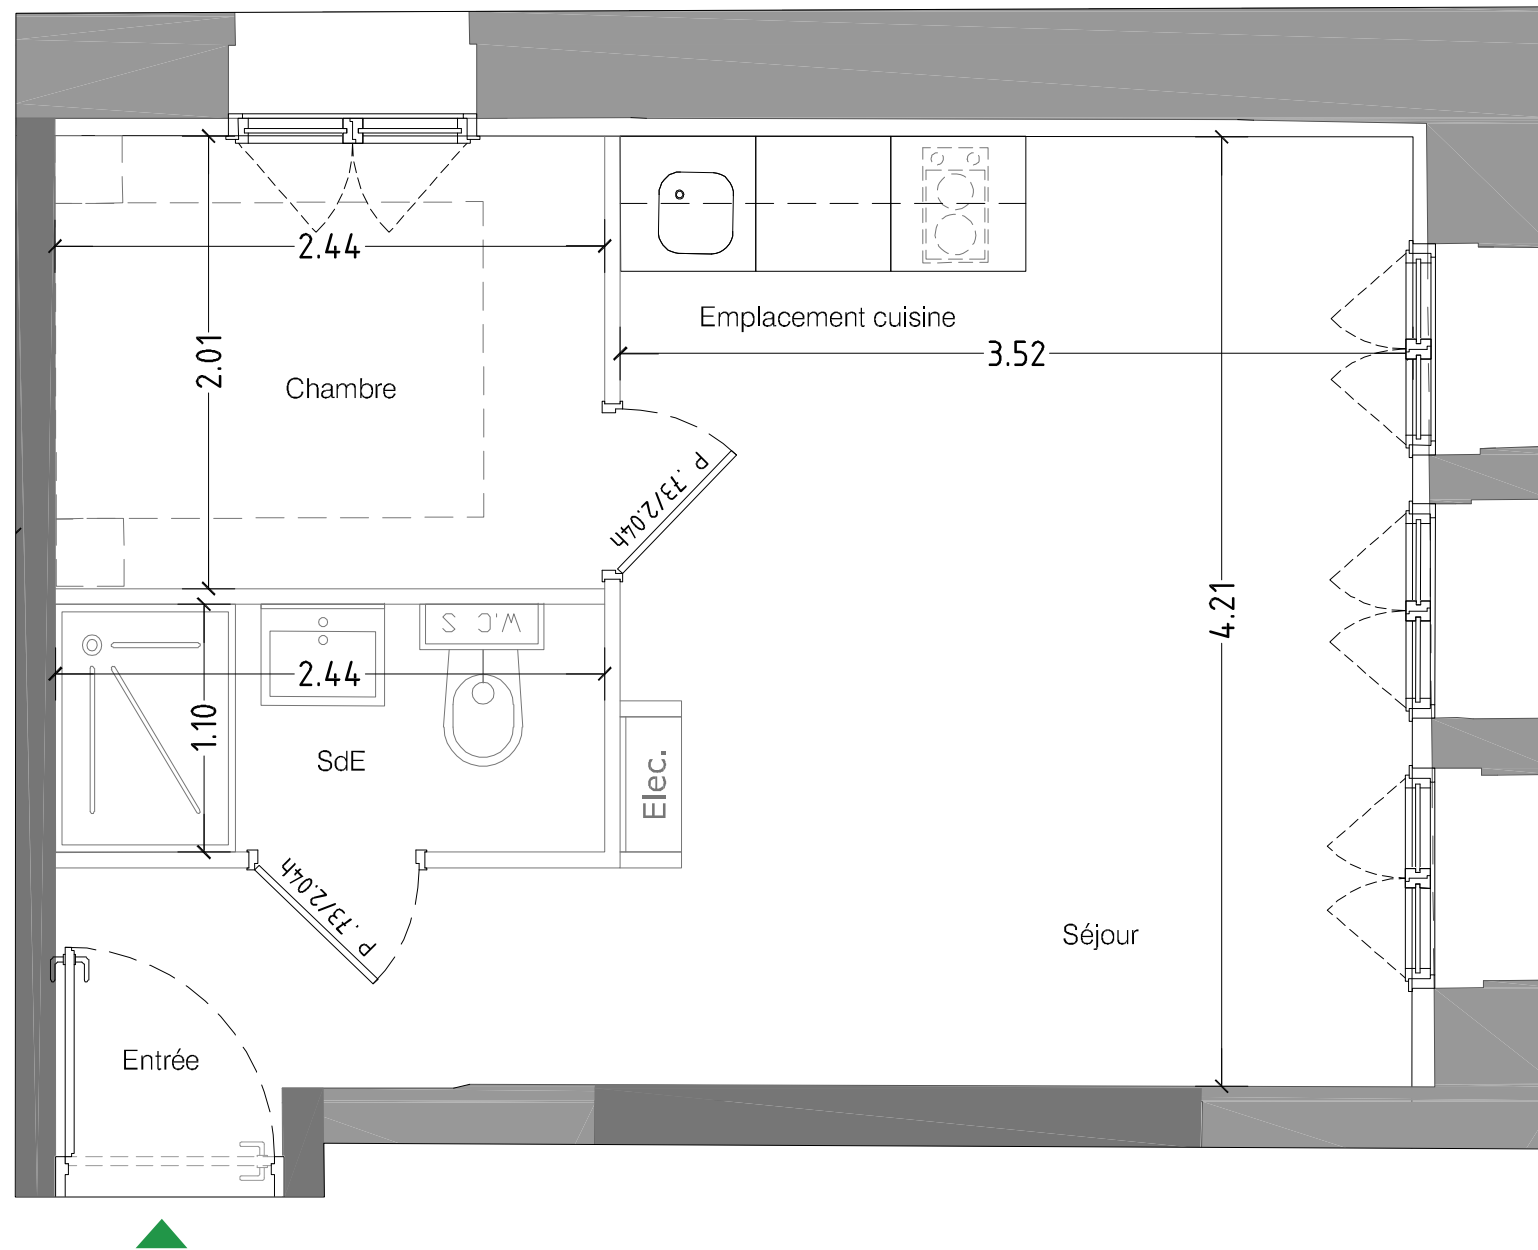 2.44
2.01
Chambre
Emplacement cuisine
3.52
P. 73/2.04h
4.21
W.C S
2.44
1.10
SdE
Elec.
P. 73/2.04h
Séjour
Entrée